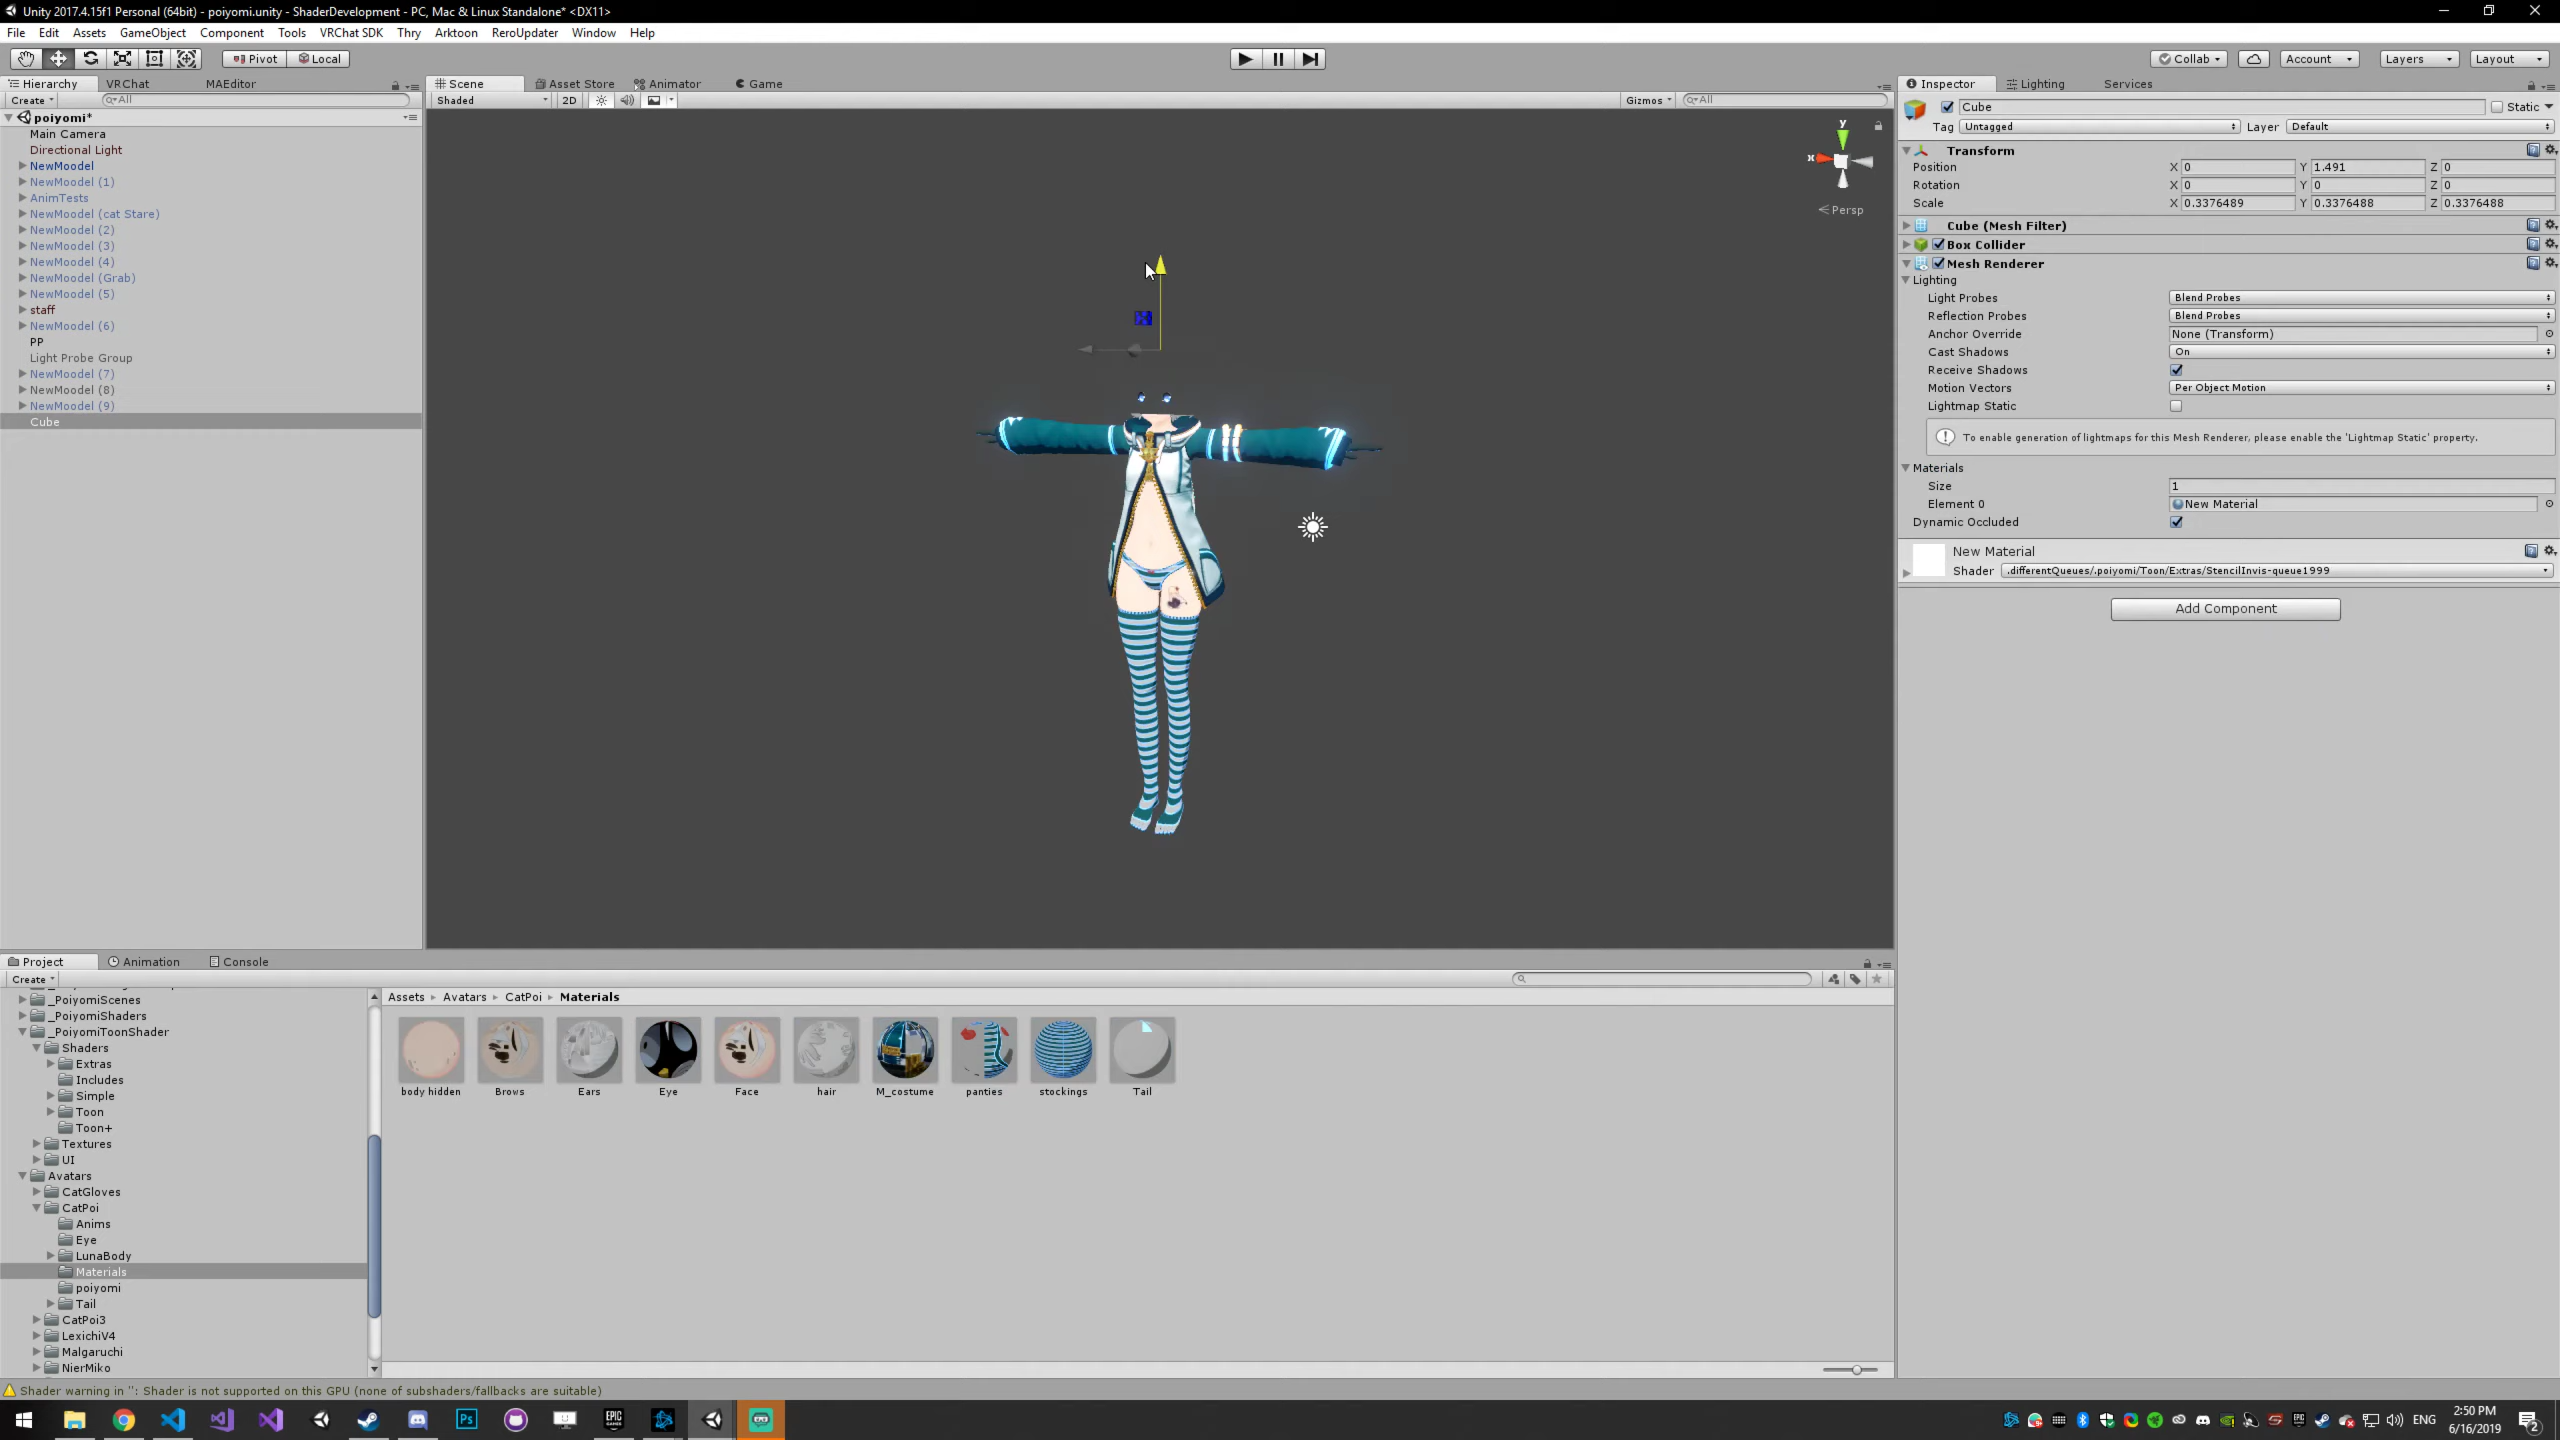 Unity 2017.4.15f1 Personal (64bit) - poiyomi.unity - ShaderDevelopment - PC, Mac & Linux Standalone* <DX11>
File Edit Assets GameObject Component Tools VRChat SDK Thry Arktoon ReroUpdater Window Help
Pivot Local Collab Account Layers Layout
Hierarchy VRChat MAEditor
Create All
poiyomi*
Main Camera
Directional Light
NewMoodel
NewMoodel (1)
AnimTests
NewMoodel (cat Stare)
NewMoodel (2)
NewMoodel (3)
NewMoodel (4)
NewMoodel (Grab)
NewMoodel (5)
staff
NewMoodel (6)
PP
Light Probe Group
NewMoodel (7)
NewMoodel (8)
NewMoodel (9)
Cube
Scene Asset Store Animator Game
Shaded 2D Gizmos All
y
x
Persp
Inspector Lighting Services
Cube Static
Tag Untagged Layer Default
Transform
Position X 0 Y 1.491 Z 0
Rotation X 0 Y 0 Z 0
Scale X 0.3376489 Y 0.3376488 Z 0.3376488
Cube (Mesh Filter)
Box Collider
Mesh Renderer
Lighting
Light Probes Blend Probes
Reflection Probes Blend Probes
Anchor Override None (Transform)
Cast Shadows On
Receive Shadows
Motion Vectors Per Object Motion
Lightmap Static
To enable generation of lightmaps for this Mesh Renderer, please enable the 'Lightmap Static' property.
Materials
Size 1
Element 0 New Material
Dynamic Occluded
New Material
Shader .differentQueues/.poiyomi/Toon/Extras/StencilInvis-queue1999
Add Component
Project Animation Console
Create
_PoiyomiScenes
_PoiyomiShaders
_PoiyomiToonShader
Shaders
Extras
Includes
Simple
Toon
Toon+
Textures
UI
Avatars
CatGloves
CatPoi
Anims
Eye
LunaBody
Materials
poiyomi
Tail
CatPoi3
LexichiV4
Malgaruchi
NierMiko
Assets Avatars CatPoi Materials
body hidden Brows Ears Eye Face hair M_costume panties stockings Tail
Shader warning in '': Shader is not supported on this GPU (none of subshaders/fallbacks are suitable)
Ps
EPIC GAMES
ENG
2:50 PM
6/16/2019
2